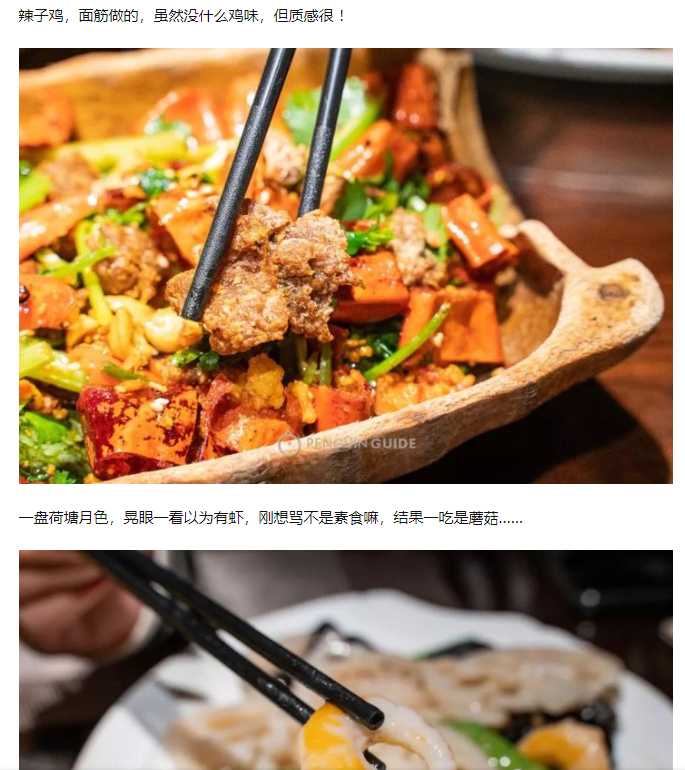 辣子鸡，面筋做的，虽然没什么鸡味，但质感很！
PENGUIN GUIDE
一盘荷塘月色，晃眼一看以为有虾，刚想骂不是素食嘛，结果一吃是蘑菇……